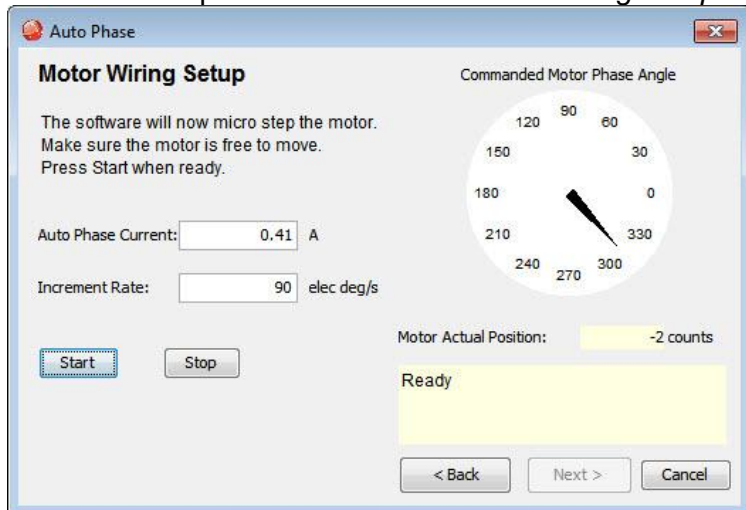 Auto Phase
Motor Wiring Setup
The software will now micro step the motor.
Make sure the motor is free to move.
Press Start when ready.
Auto Phase Current: 0.41 A
Increment Rate: 90 elec deg/s
Start Stop
Commanded Motor Phase Angle
90
120 60
150 30
180 0
210 330
240 300
270
Motor Actual Position: -2 counts
Ready
< Back Next > Cancel